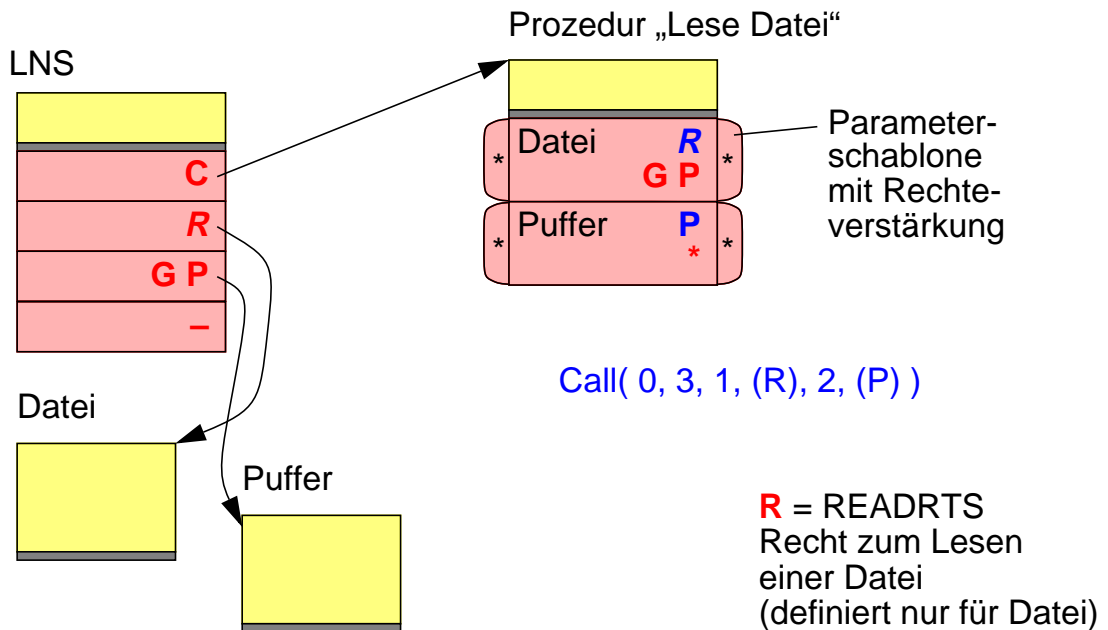 Prozedur „Lese Datei“
LNS
C
R
G P
–
* Datei R *
G P
* Puffer P *
*
Parameter-
schablone
mit Rechte-
verstärkung
Call( 0, 3, 1, (R), 2, (P) )
Datei
Puffer
R = READRTS
Recht zum Lesen
einer Datei
(definiert nur für Datei)